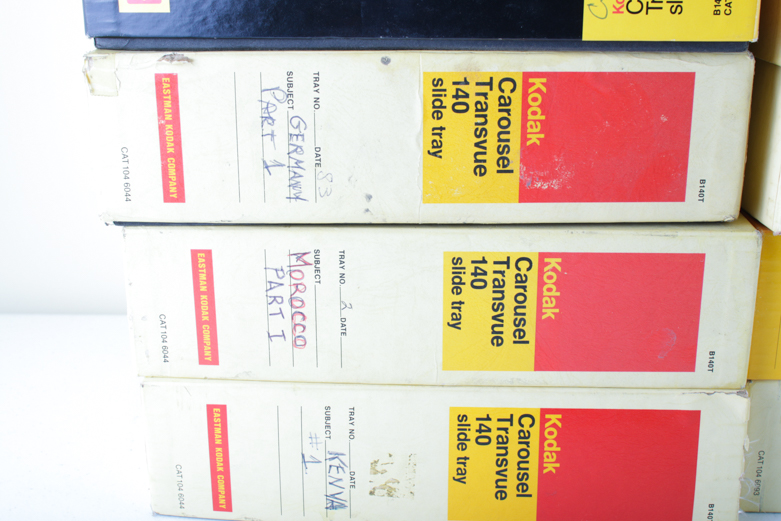 B140T
Kodak
Carousel
Transvue
140
slide tray
TRAY NO. DATE 83
SUBJECT GERMANY
PART 1
EASTMAN KODAK COMPANY
CAT 104 6044
B140T
Kodak
Carousel
Transvue
140
slide tray
TRAY NO. 2 DATE
SUBJECT
MOROCCO
PART I
EASTMAN KODAK COMPANY
CAT 104 6044
B140T
Kodak
Carousel
Transvue
140
slide tray
TRAY NO. DATE
SUBJECT KENYA
#1
EASTMAN KODAK COMPANY
CAT 104 6044